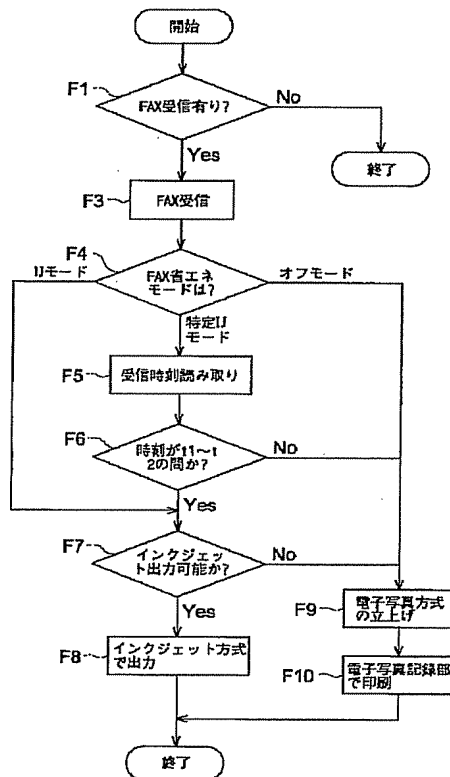 開始
F1
FAX受信有り?
No
Yes
終了
F3
FAX受信
F4
IJモード
FAX省エネ
モードは?
オフモード
特定IJ
モード
F5
受信時刻読み取り
F6
時刻がt1~t
2の間か?
No
Yes
F7
インクジェッ
ト出力可能か?
No
Yes
F8
インクジェット方式
で出力
F9
電子写真方式
の立上げ
F10
電子写真記録部
で印刷
終了